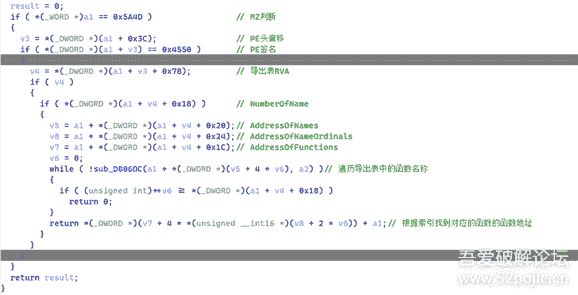 result = 0;
if ( *(_WORD *)a1 == 0x5A4D ) // MZ判断
{
v3 = *(_DWORD *)(a1 + 0x3C); // PE头偏移
if ( *(_DWORD *)(a1 + v3) == 0x4550 ) // PE签名
{
v4 = *(_DWORD *)(a1 + v3 + 0x78); // 导出表RVA
if ( v4 )
{
if ( *(_DWORD *)(a1 + v4 + 0x18) ) // NumberOfName
{
v5 = a1 + *(_DWORD *)(a1 + v4 + 0x20); // AddressOfNames
v8 = a1 + *(_DWORD *)(a1 + v4 + 0x24); // AddressOfNameOrdinals
v7 = a1 + *(_DWORD *)(a1 + v4 + 0x1C); // AddressOfFunctions
v6 = 0;
while ( !sub_D8060C(a1 + *(_DWORD *)(v5 + 4 * v6), a2) ) // 遍历导出表中的函数名称
{
if ( (unsigned int)++v6 ≥ *(_DWORD *)(a1 + v4 + 0x18) )
return 0;
}
return *(_DWORD *)(v7 + 4 * *(unsigned __int16 *)(v8 + 2 * v6)) + a1; // 根据索引找到对应的函数的函数地址
}
}
}
}
return result;
}
吾爱破解论坛
www.52pojie.cn